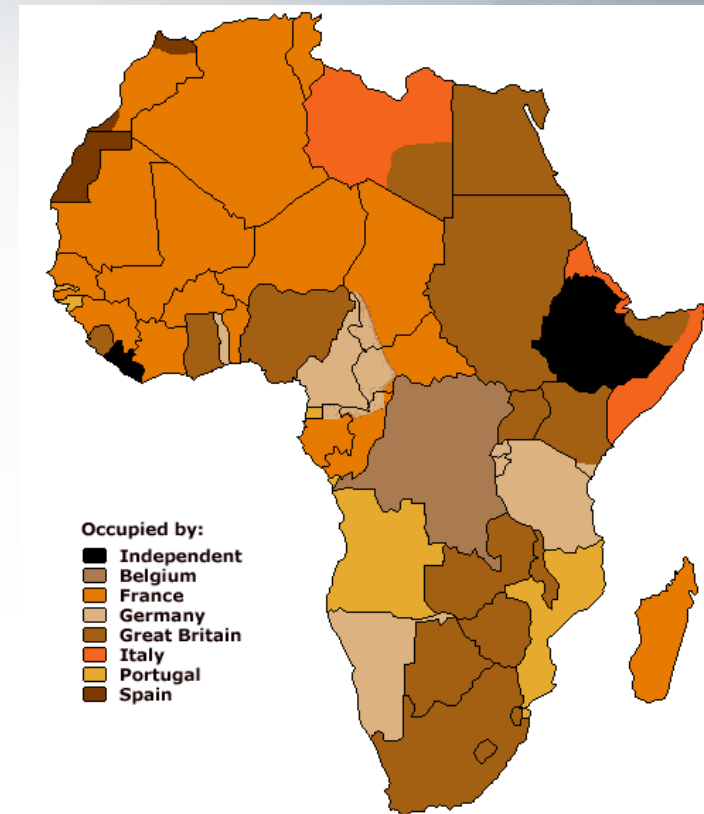 Occupied by:
Independent
Belgium
France
Germany
Great Britain
Italy
Portugal
Spain